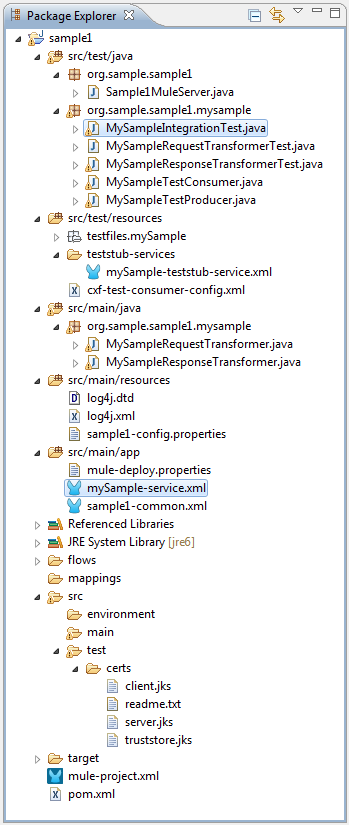 Package Explorer
sample1
src/test/java
org.sample.sample1
Sample1MuleServer.java
org.sample.sample1.mysample
MySampleIntegrationTest.java
MySampleRequestTransformerTest.java
MySampleResponseTransformerTest.java
MySampleTestConsumer.java
MySampleTestProducer.java
src/test/resources
testfiles.mySample
teststub-services
mySample-teststub-service.xml
cxf-test-consumer-config.xml
src/main/java
org.sample.sample1.mysample
MySampleRequestTransformer.java
MySampleResponseTransformer.java
src/main/resources
log4j.dtd
log4j.xml
sample1-config.properties
src/main/app
mule-deploy.properties
mySample-service.xml
sample1-common.xml
Referenced Libraries
JRE System Library [jre6]
flows
mappings
src
environment
main
test
certs
client.jks
readme.txt
server.jks
truststore.jks
target
mule-project.xml
pom.xml